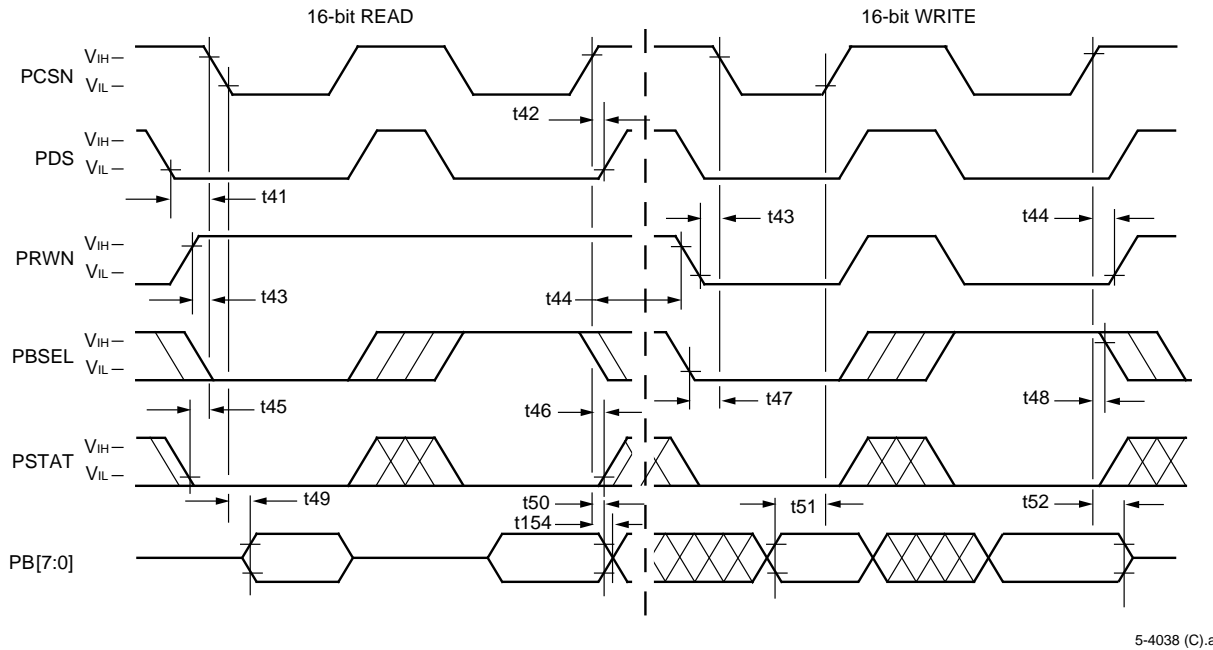 16-bit READ
16-bit WRITE
PCSN
VIH
VIL
t42
PDS
VIH
VIL
t41
t43
t44
PRWN
VIH
VIL
t43
t44
PBSEL
VIH
VIL
t45
t46
t47
t48
PSTAT
VIH
VIL
t49
t50
t51
t52
t154
PB[7:0]
5-4038 (C).a